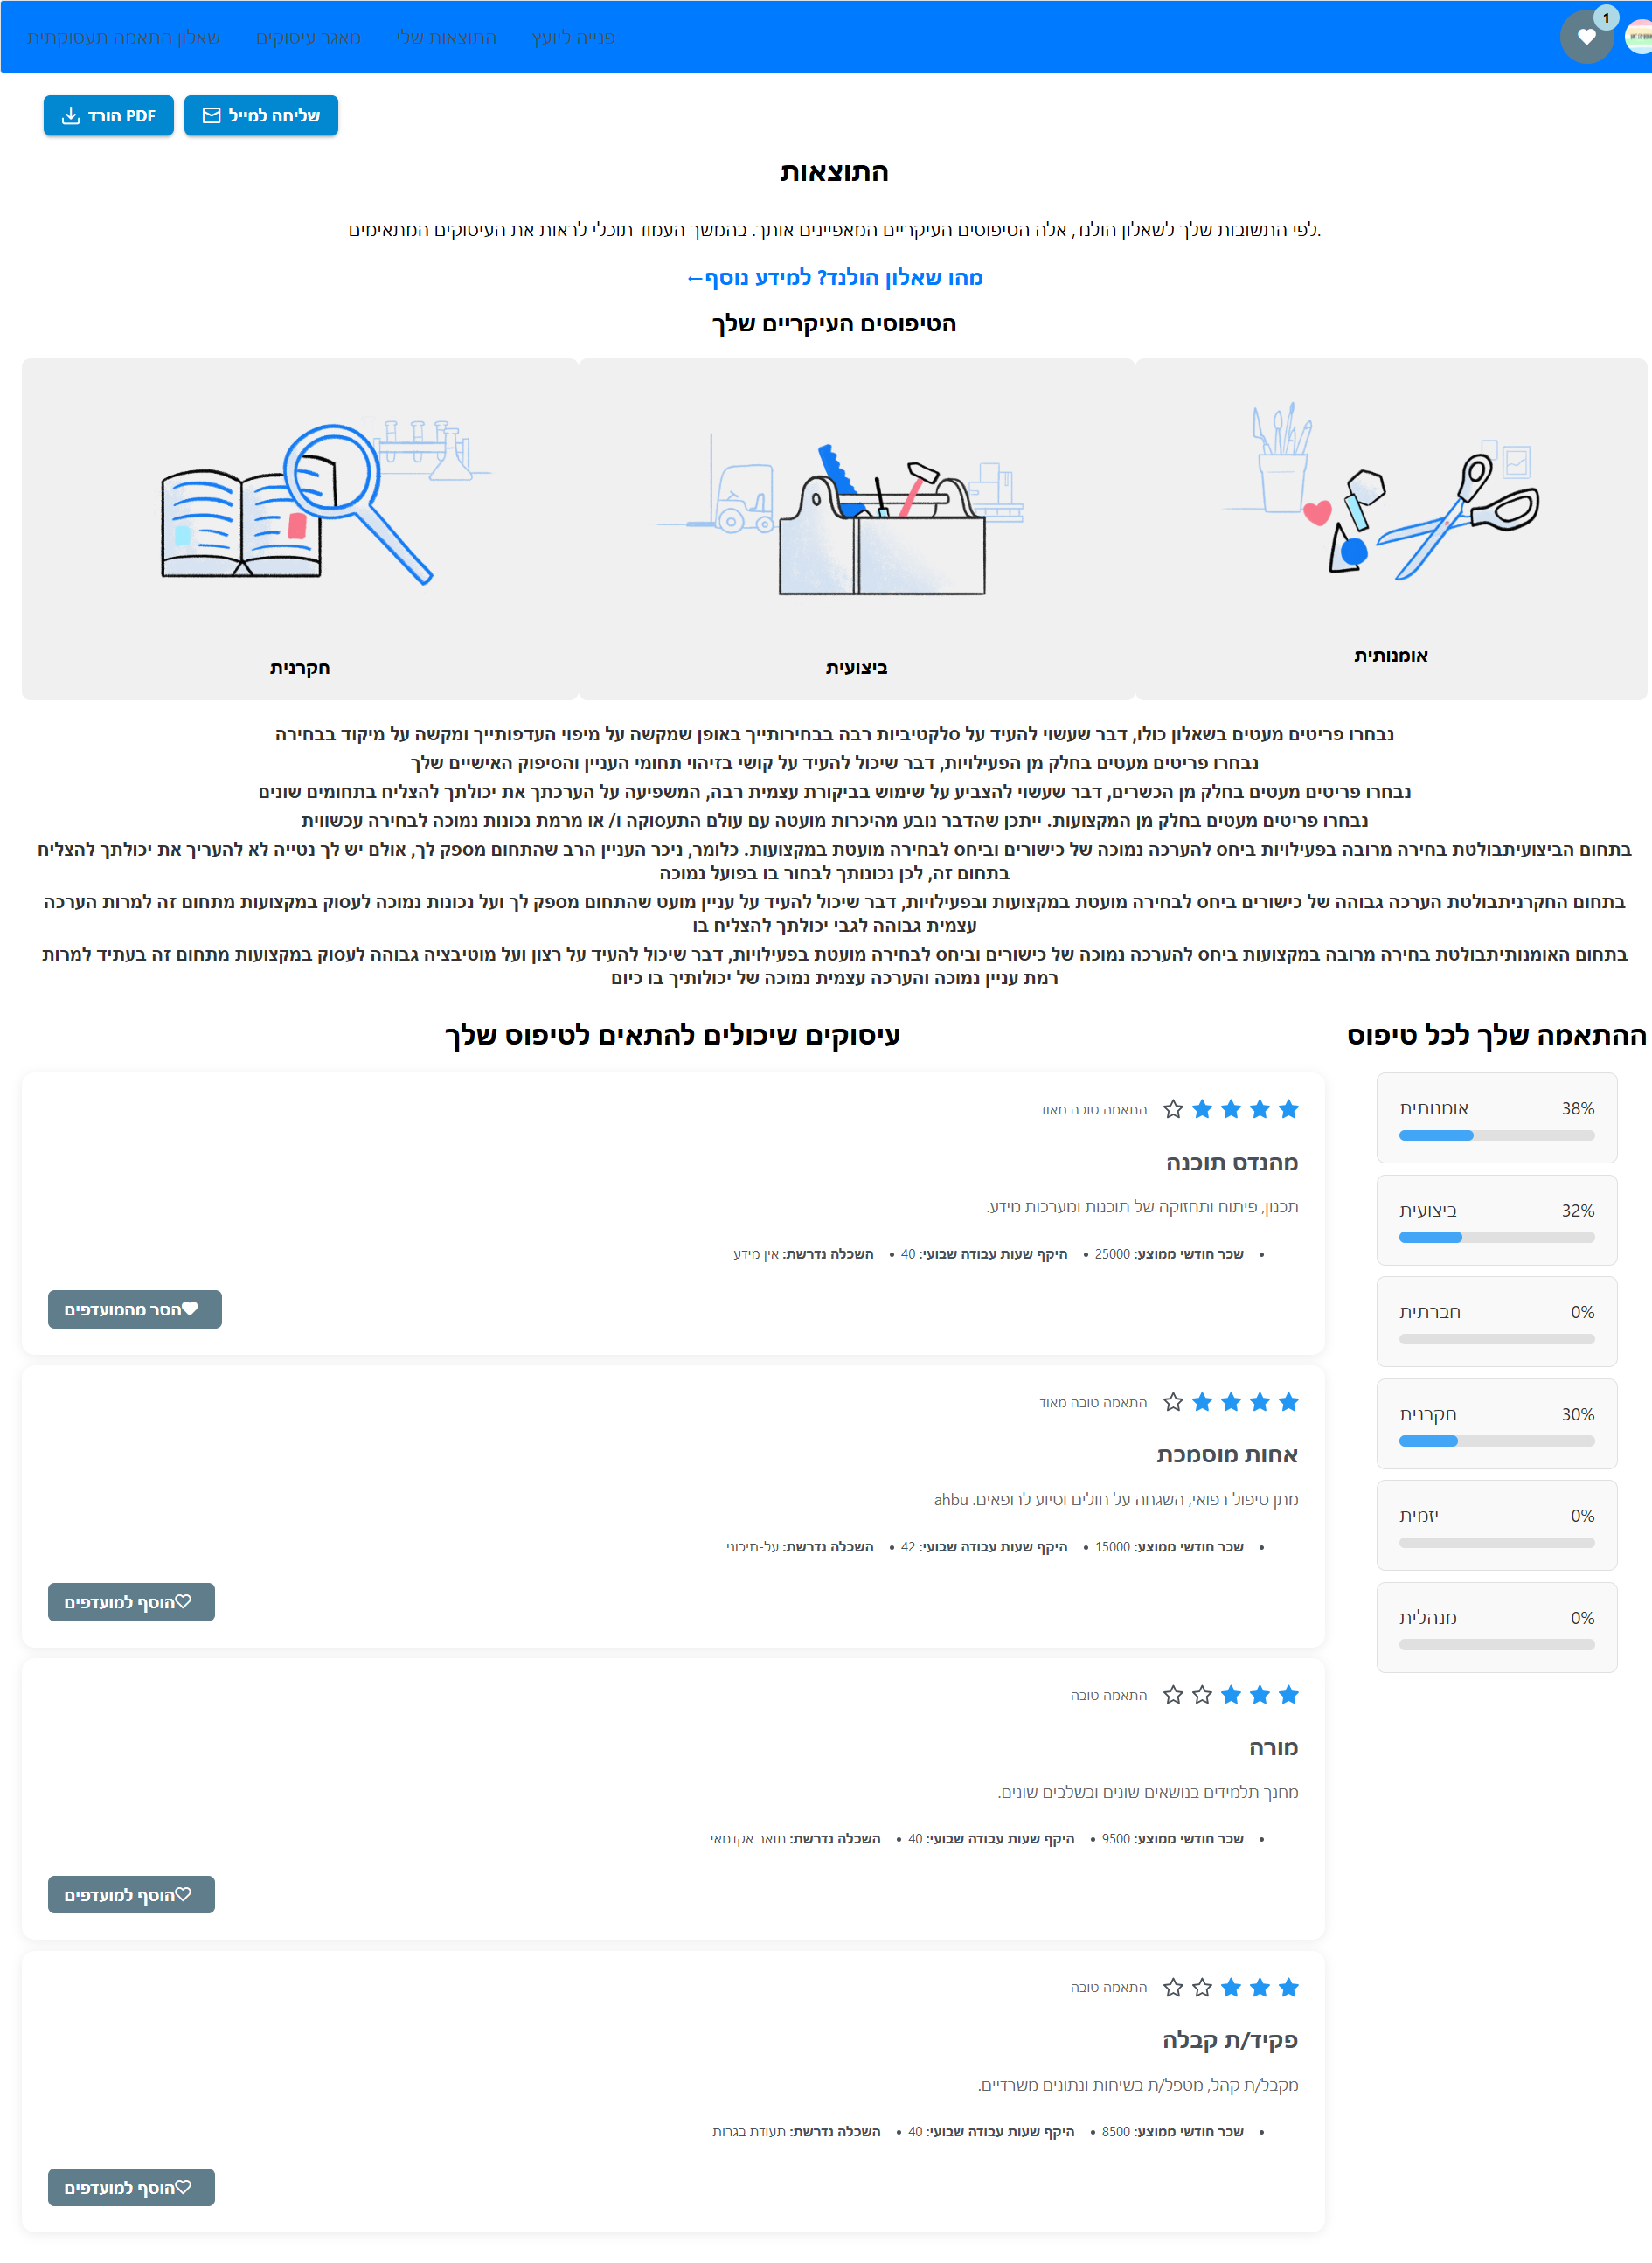 1
שאלון התאמה תעסוקתית
מאגר עיסוקים
התוצאות שלי
פנייה ליועץ
הורד PDF
שליחה למייל
התוצאות
.לפי התשובות שלך לשאלון הולנד, אלה הטיפוסים העיקריים המאפיינים אותך. בהמשך העמוד תוכלי לראות את העיסוקים המתאימים
מהו שאלון הולנד? למידע נוסף←
הטיפוסים העיקריים שלך
אומנותית
ביצועית
חקרנית
נבחרו פריטים מעטים בשאלון כולו, דבר שעשוי להעיד על סלקטיביות רבה בבחירותייך באופן שמקשה על מיפוי העדפותייך ומקשה על מיקוד בבחירה
נבחרו פריטים מעטים בחלק מן הפעילויות, דבר שיכול להעיד על קושי בזיהוי תחומי העניין והסיפוק האישיים שלך
נבחרו פריטים מעטים בחלק מן הכשרים, דבר שעשוי להצביע על שימוש בביקורת עצמית רבה, המשפיעה על הערכתך את יכולתך להצליח בתחומים שונים
נבחרו פריטים מעטים בחלק מן המקצועות. ייתכן שהדבר נובע מהיכרות מועטה עם עולם התעסוקה ו/ או מרמת נכונות נמוכה לבחירה עכשווית
בתחום הביצועיתבולטת בחירה מרובה בפעילויות ביחס להערכה נמוכה של כישורים וביחס לבחירה מועטת במקצועות. כלומר, ניכר העניין הרב שהתחום מספק לך, אולם יש לך נטייה לא להעריך את יכולתך להצליח
בתחום זה, לכן נכונותך לבחור בו בפועל נמוכה
בתחום החקרניתבולטת הערכה גבוהה של כישורים ביחס לבחירה מועטת במקצועות ובפעילויות, דבר שיכול להעיד על עניין מועט שהתחום מספק לך ועל נכונות נמוכה לעסוק במקצועות מתחום זה למרות הערכה
עצמית גבוהה לגבי יכולתך להצליח בו
בתחום האומנותיתבולטת בחירה מרובה במקצועות ביחס להערכה נמוכה של כישורים וביחס לבחירה מועטת בפעילויות, דבר שיכול להעיד על רצון ועל מוטיבציה גבוהה לעסוק במקצועות מתחום זה בעתיד למרות
רמת עניין נמוכה והערכה עצמית נמוכה של יכולותיך בו כיום
ההתאמה שלך לכל טיפוס
38% אומנותית
32% ביצועית
0% חברתית
30% חקרנית
0% יזמית
0% מנהלית
עיסוקים שיכולים להתאים לטיפוס שלך
התאמה טובה מאוד
מהנדס תוכנה
תכנון, פיתוח ותחזוקה של תוכנות ומערכות מידע.
• שכר חודשי ממוצע: 25000 • היקף שעות עבודה שבועי: 40 • השכלה נדרשת: אין מידע
הסר מהמועדפים
התאמה טובה מאוד
אחות מוסמכת
מתן טיפול רפואי, השגחה על חולים וסיוע לרופאים. ahbu
• שכר חודשי ממוצע: 15000 • היקף שעות עבודה שבועי: 42 • השכלה נדרשת: על-תיכוני
הוסף למועדפים
התאמה טובה
מורה
מחנך תלמידים בנושאים שונים ובשלבים שונים.
• שכר חודשי ממוצע: 9500 • היקף שעות עבודה שבועי: 40 • השכלה נדרשת: תואר אקדמאי
הוסף למועדפים
התאמה טובה
פקיד/ת קבלה
מקבל/ת קהל, מטפל/ת בשיחות ונתונים משרדיים.
• שכר חודשי ממוצע: 8500 • היקף שעות עבודה שבועי: 40 • השכלה נדרשת: תעודת בגרות
הוסף למועדפים